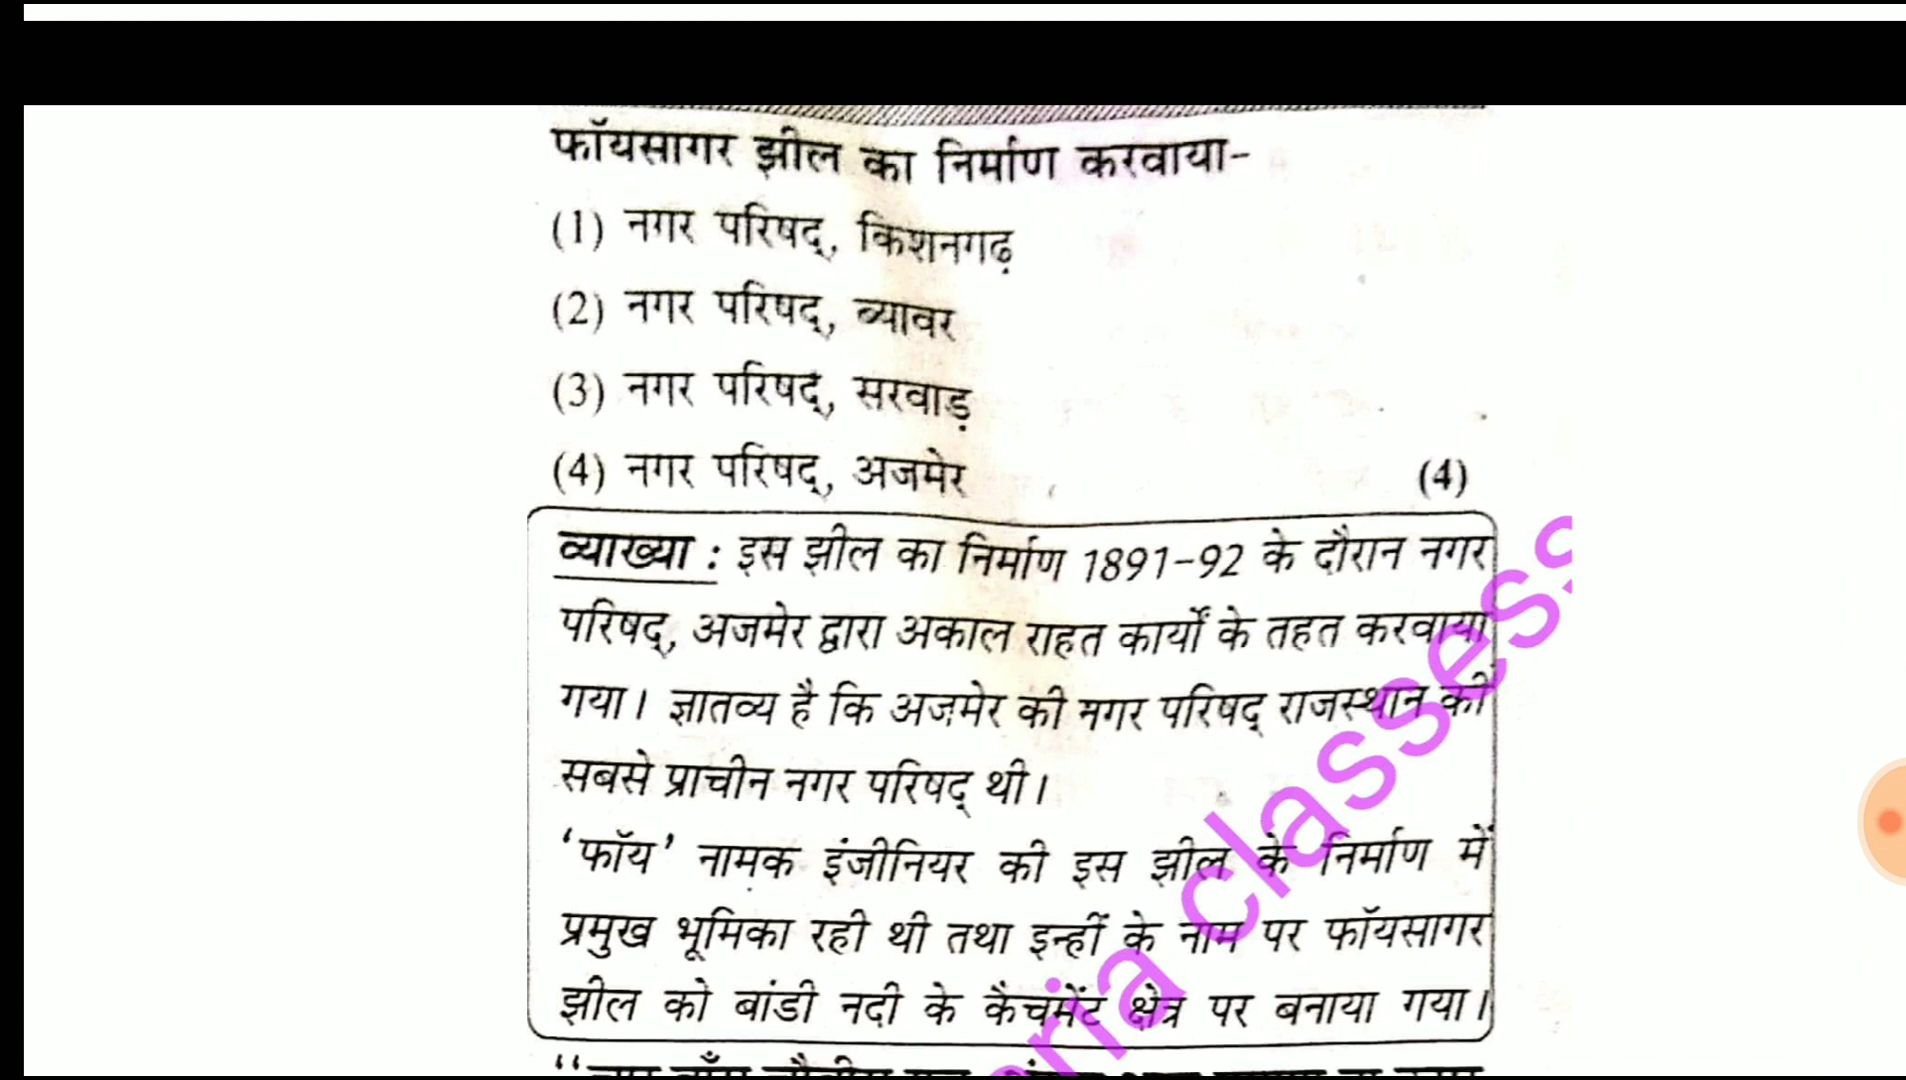 फॉयसागर झील का निर्माण करवाया-
(1) नगर परिषद्, किशनगढ़
(2) नगर परिषद्, ब्यावर
(3) नगर परिषद्, सरवाड़
(4) नगर परिषद्, अजमेर (4)
व्याख्या : इस झील का निर्माण 1891-92 के दौरान नगर
परिषद्, अजमेर द्वारा अकाल राहत कार्यों के तहत करवाया
गया। ज्ञातव्य है कि अजमेर की नगर परिषद् राजस्थान की
सबसे प्राचीन नगर परिषद् थी।
‘फॉय’ नामक इंजीनियर की इस झील के निर्माण में
प्रमुख भूमिका रही थी तथा इन्हीं के नाम पर फॉयसागर
झील को बांडी नदी के कैचमेंट क्षेत्र पर बनाया गया।
classes